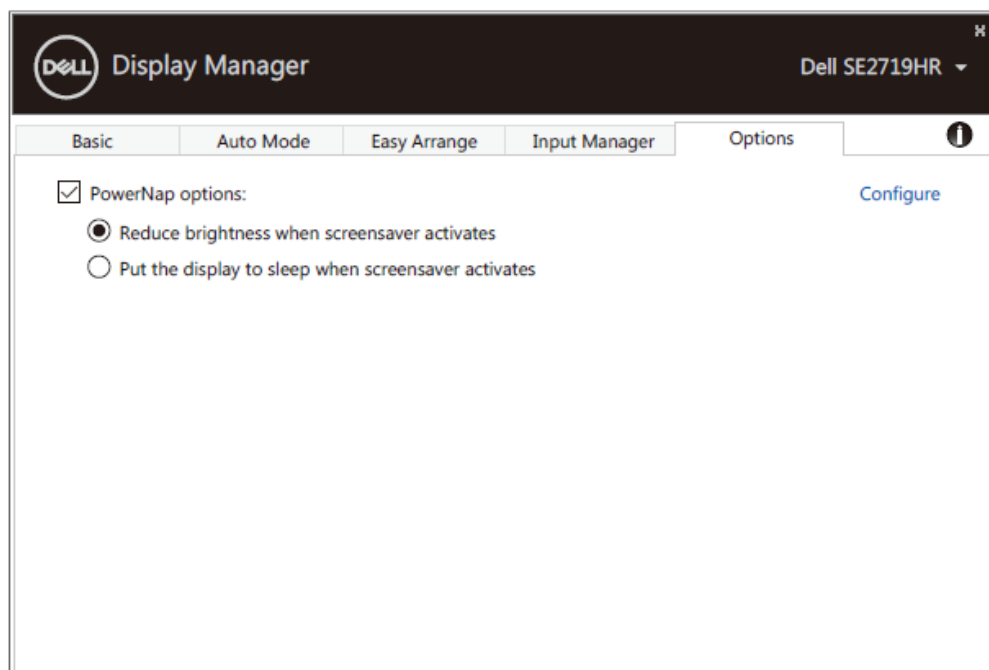 DELL Display Manager Dell SE2719HR
Basic Auto Mode Easy Arrange Input Manager Options
PowerNap options: Configure
Reduce brightness when screensaver activates
Put the display to sleep when screensaver activates